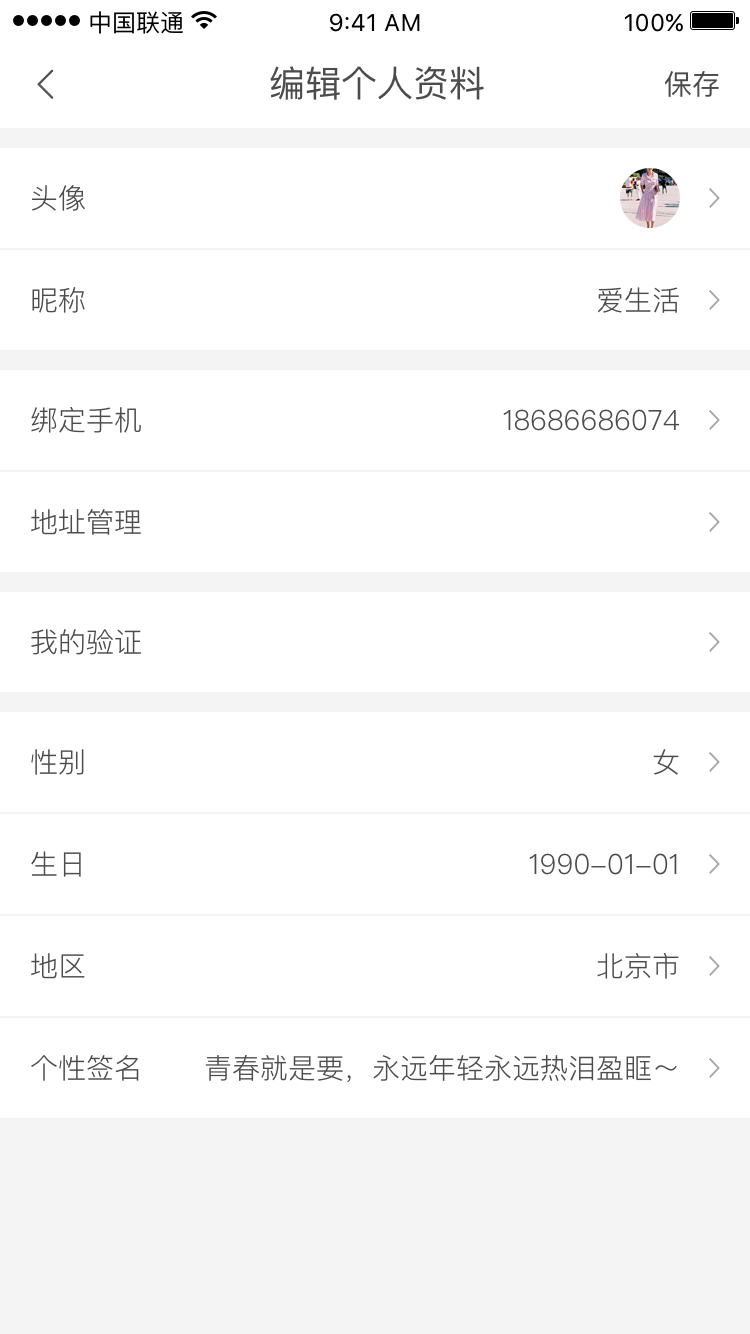 中国联通 9:41 AM 100%
编辑个人资料 保存
头像
昵称 爱生活
绑定手机 18686686074
地址管理
我的验证
性别 女
生日 1990-01-01
地区 北京市
个性签名 青春就是要，永远年轻永远热泪盈眶～